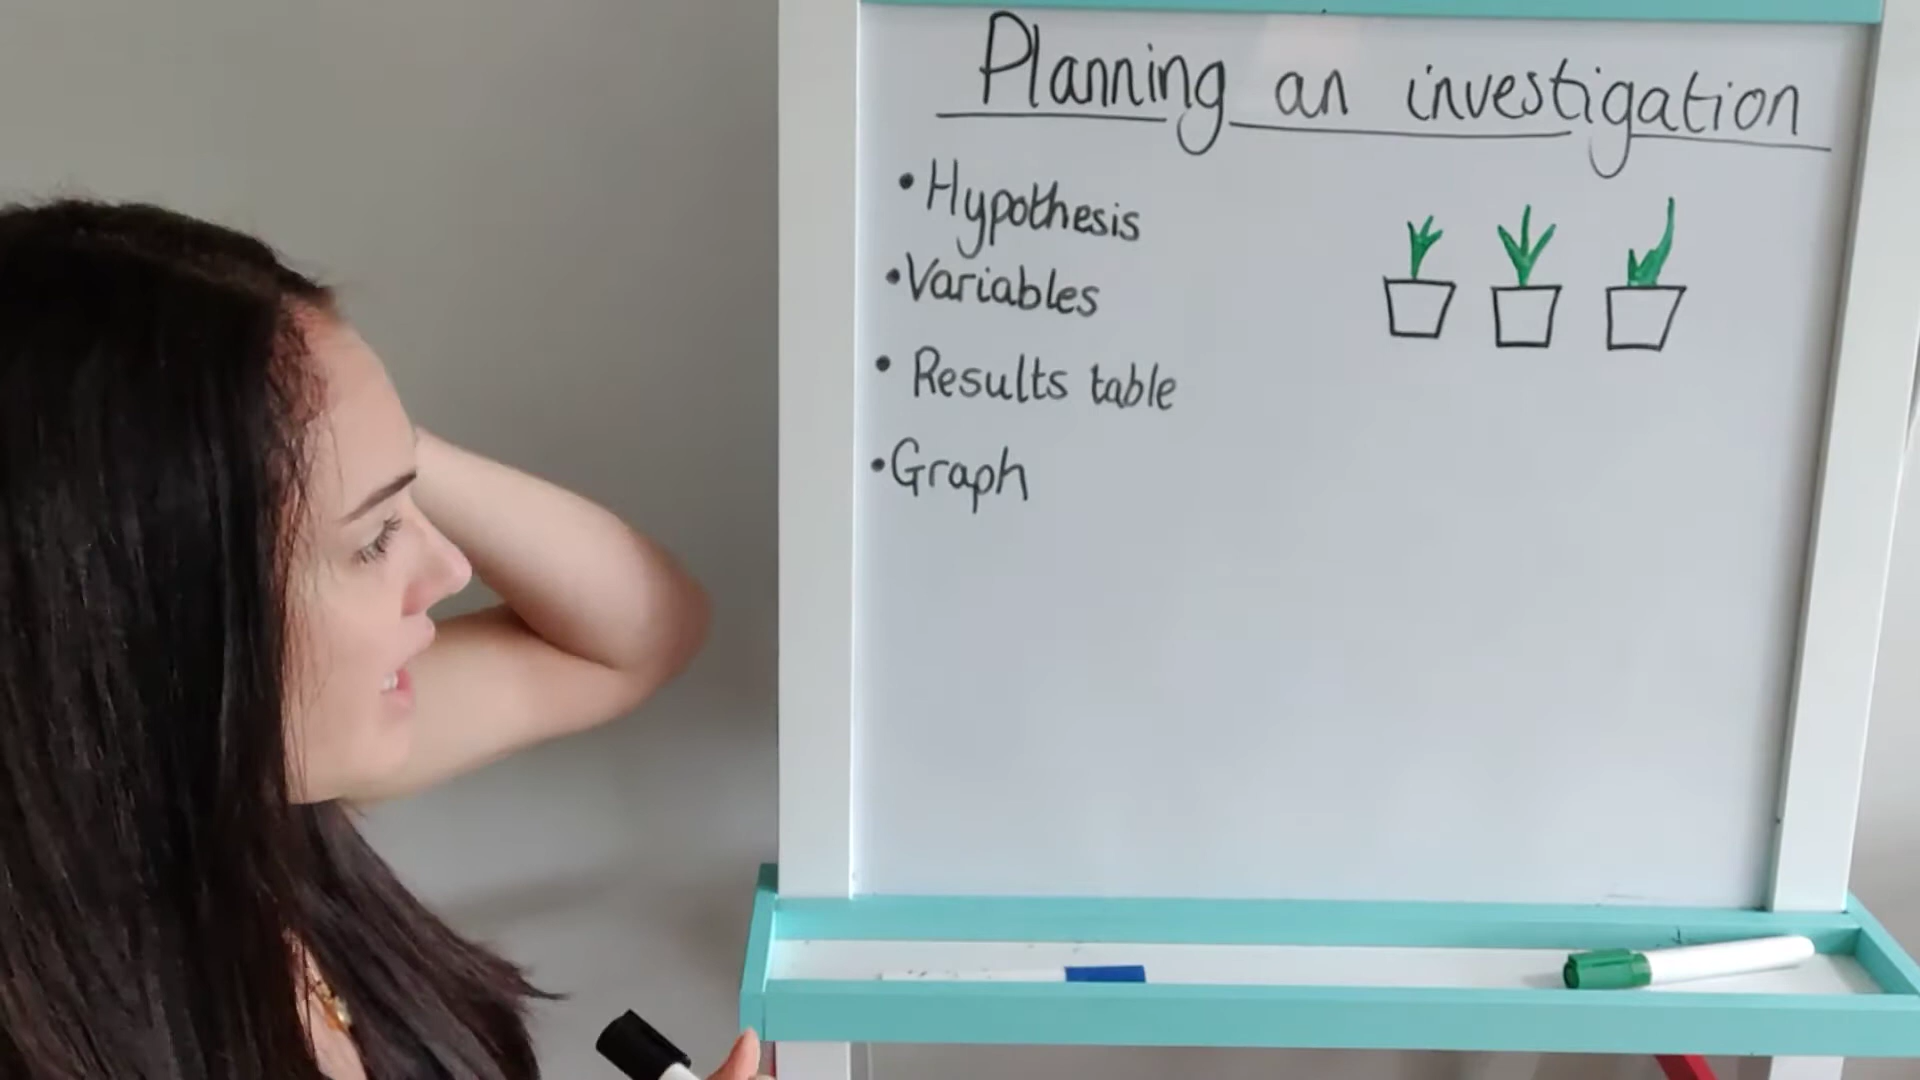 Planning an investigation
• Hypothesis
• Variables
• Results table
• Graph